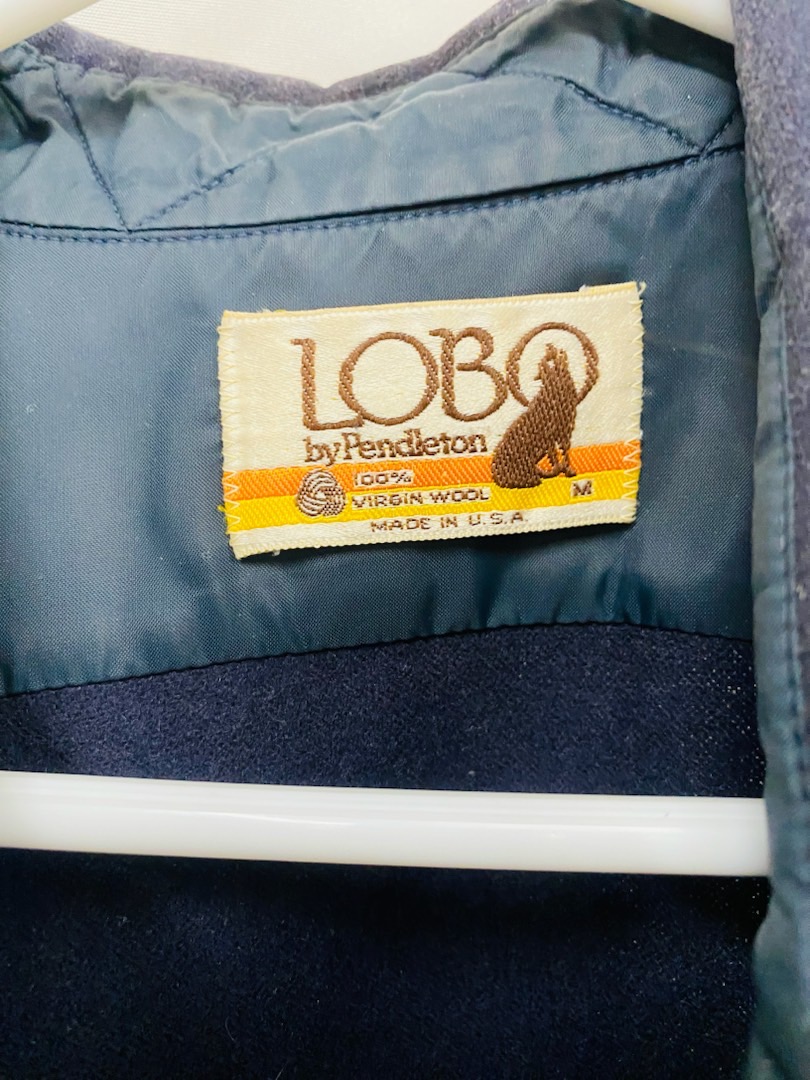 LOBO
by Pendleton
100%
VIRGIN WOOL M
MADE IN U.S.A.